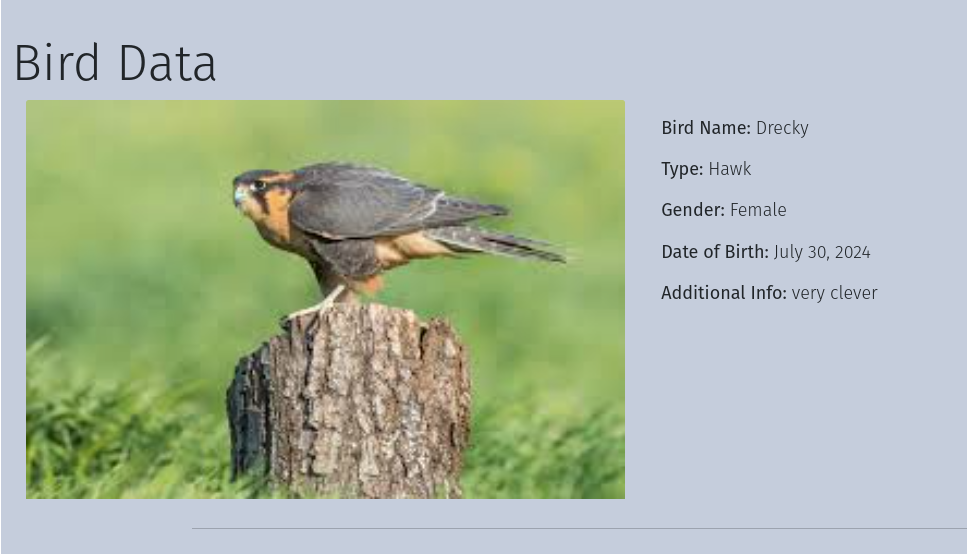 Bird Data
Bird Name: Drecky
Type: Hawk
Gender: Female
Date of Birth: July 30, 2024
Additional Info: very clever